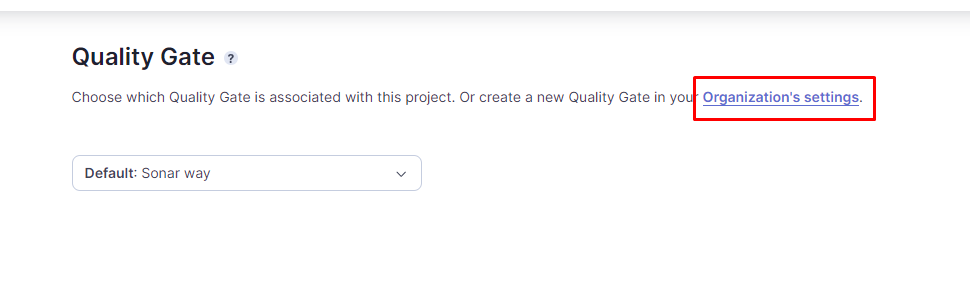 Quality Gate ?
Choose which Quality Gate is associated with this project. Or create a new Quality Gate in your Organization's settings.
Default: Sonar way